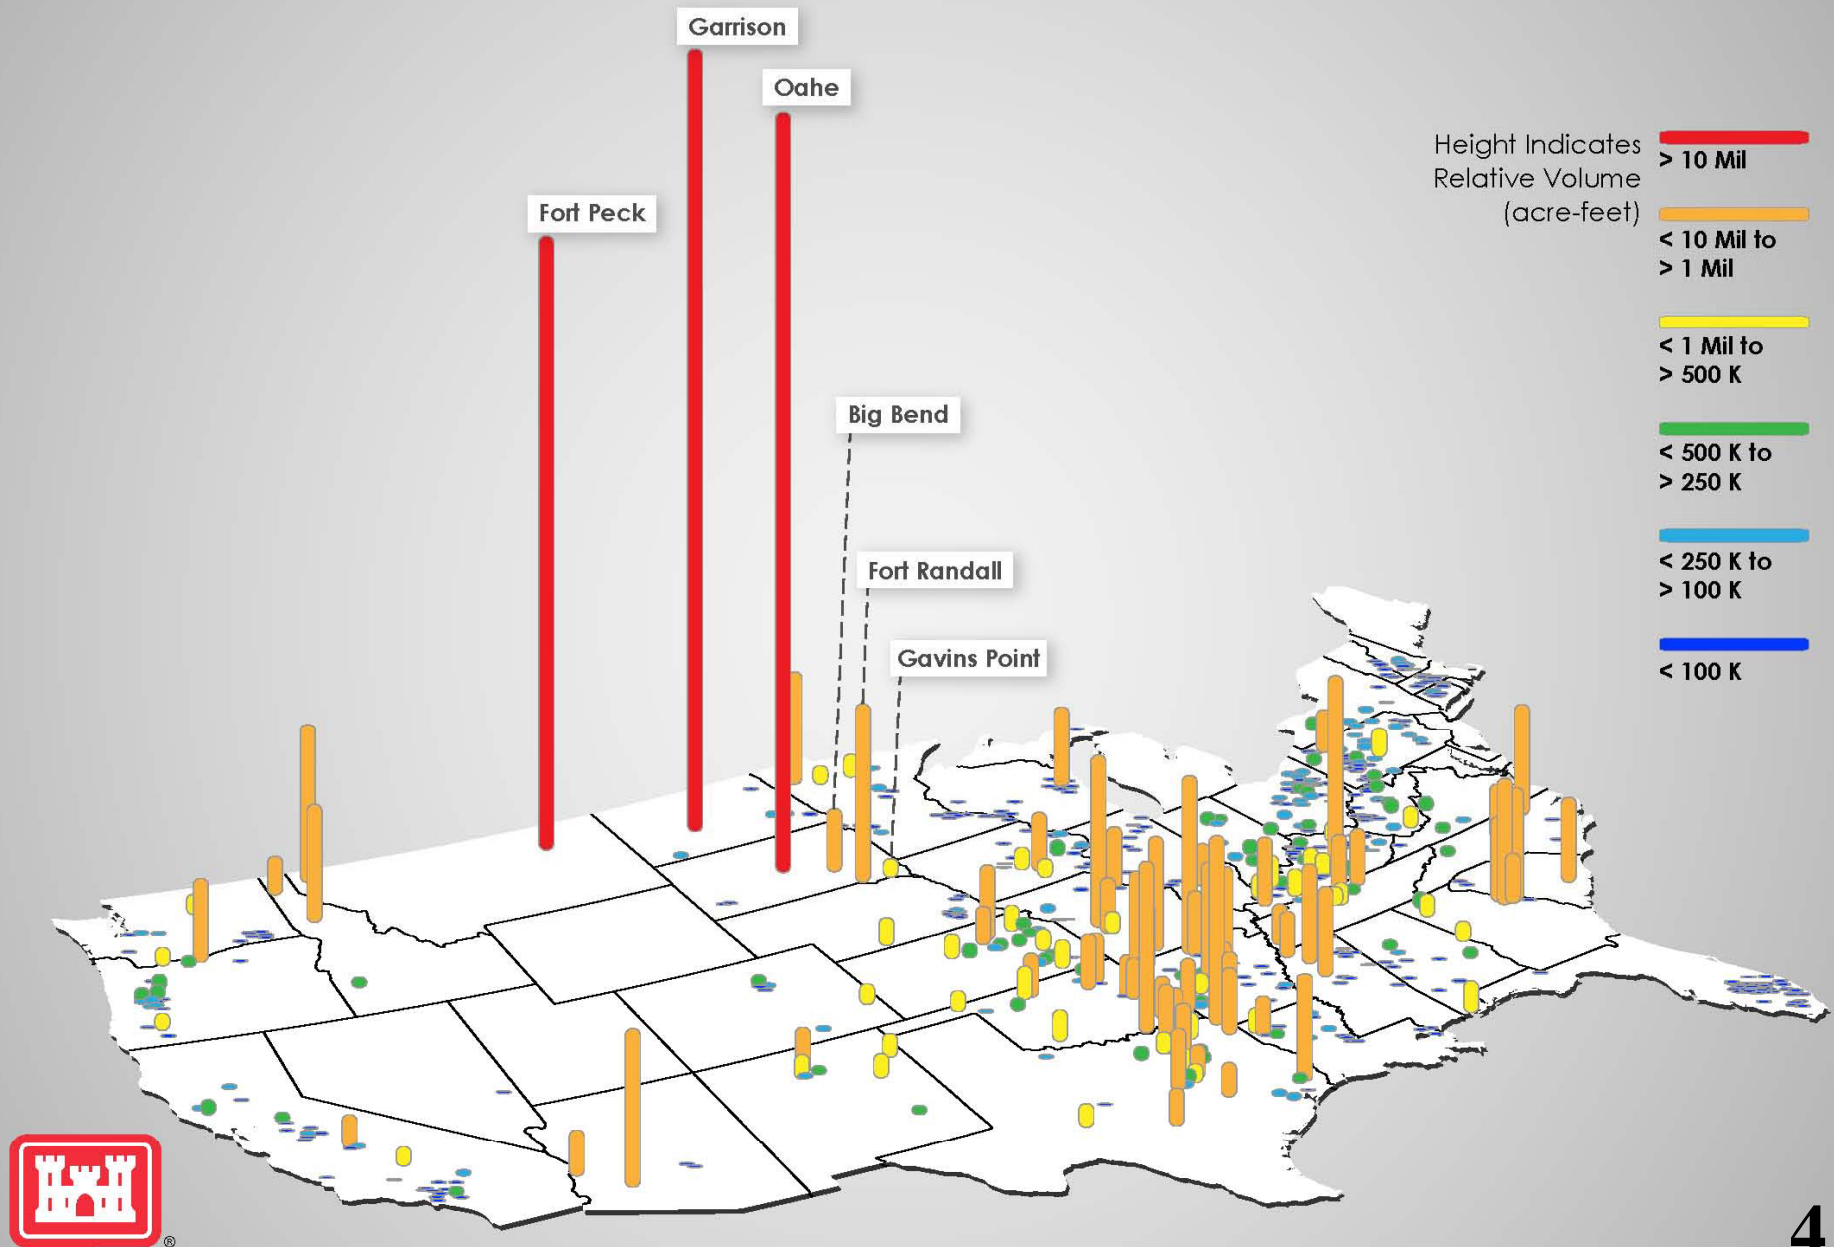 Garrison
Oahe
Fort Peck
Big Bend
Fort Randall
Gavins Point
Height Indicates
Relative Volume
(acre-feet)
> 10 Mil
< 10 Mil to
> 1 Mil
< 1 Mil to
> 500 K
< 500 K to
> 250 K
< 250 K to
> 100 K
< 100 K
®
4